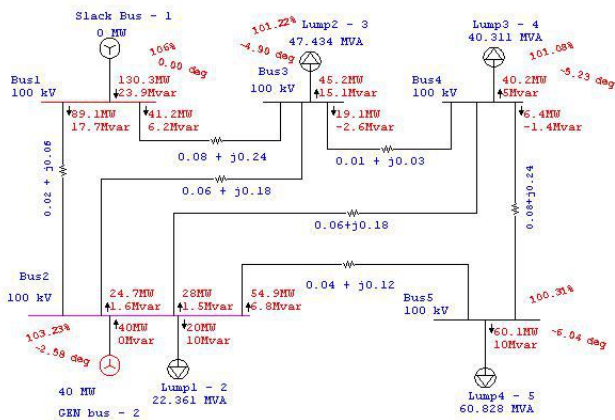 Slack Bus - 1
0 MW
106%
0.00 deg
Bus1
100 kV
130.3MW
23.9Mvar
89.1MW
17.7Mvar
41.2MW
6.2Mvar
101.22%
-4.90 deg
Lump2 - 3
47.434 MVA
Bus3
100 kV
45.2MW
15.1Mvar
19.1MW
-2.6Mvar
Lump3 - 4
40.311 MVA
101.08%
-5.23 deg
Bus4
100 kV
40.2MW
5Mvar
6.4MW
-1.4Mvar
0.08 + j0.24
0.01 + j0.03
0.02 + j0.06
0.06 + j0.18
0.06+j0.18
0.08+j0.24
0.04 + j0.12
Bus2
100 kV
24.7MW
1.6Mvar
28MW
1.5Mvar
54.9MW
6.8Mvar
103.23%
-2.58 deg
40MW
0Mvar
20MW
10Mvar
40 MW
GEN bus - 2
Lump1 - 2
22.361 MVA
Bus5
100 kV
100.31%
-6.04 deg
60.1MW
10Mvar
Lump4 - 5
60.828 MVA